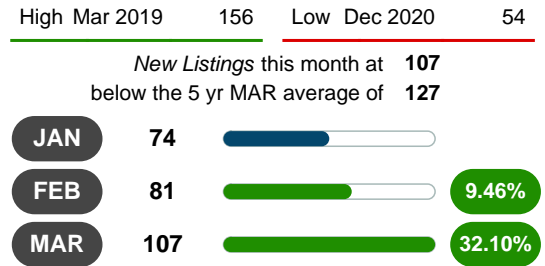 High Mar 2019 156 Low Dec 2020 54
New Listings this month at 107
below the 5 yr MAR average of 127
JAN 74
FEB 81 9.46%
MAR 107 32.10%